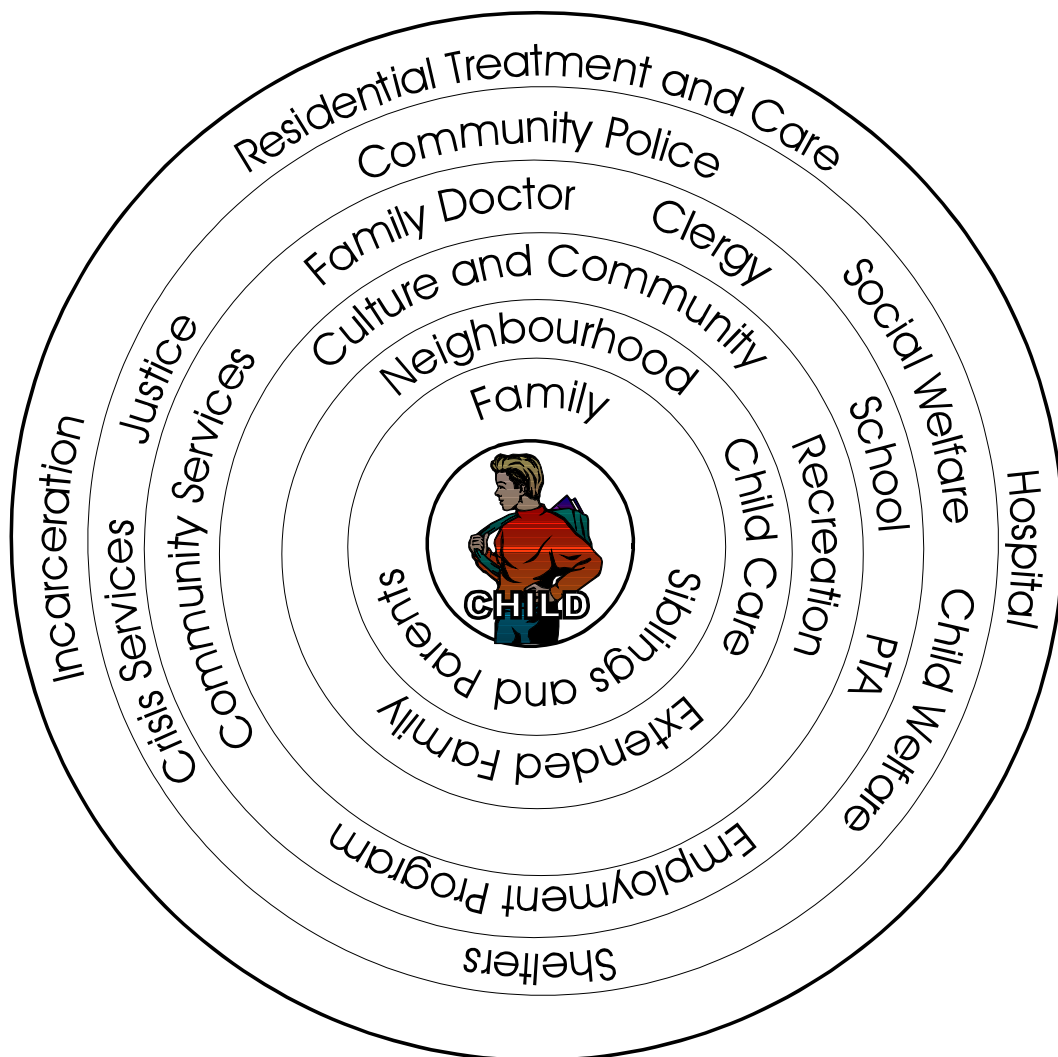 Residential Treatment and Care
Hospital
Incarceration
Community Police
Social Welfare
Child Welfare
Shelters
Crisis Services
Justice
Family Doctor
Clergy
School
PTA
Employment Program
Community Services
Culture and Community
Recreation
Neighbourhood
Child Care
Extended Family
Family
Siblings and Parents
CHILD